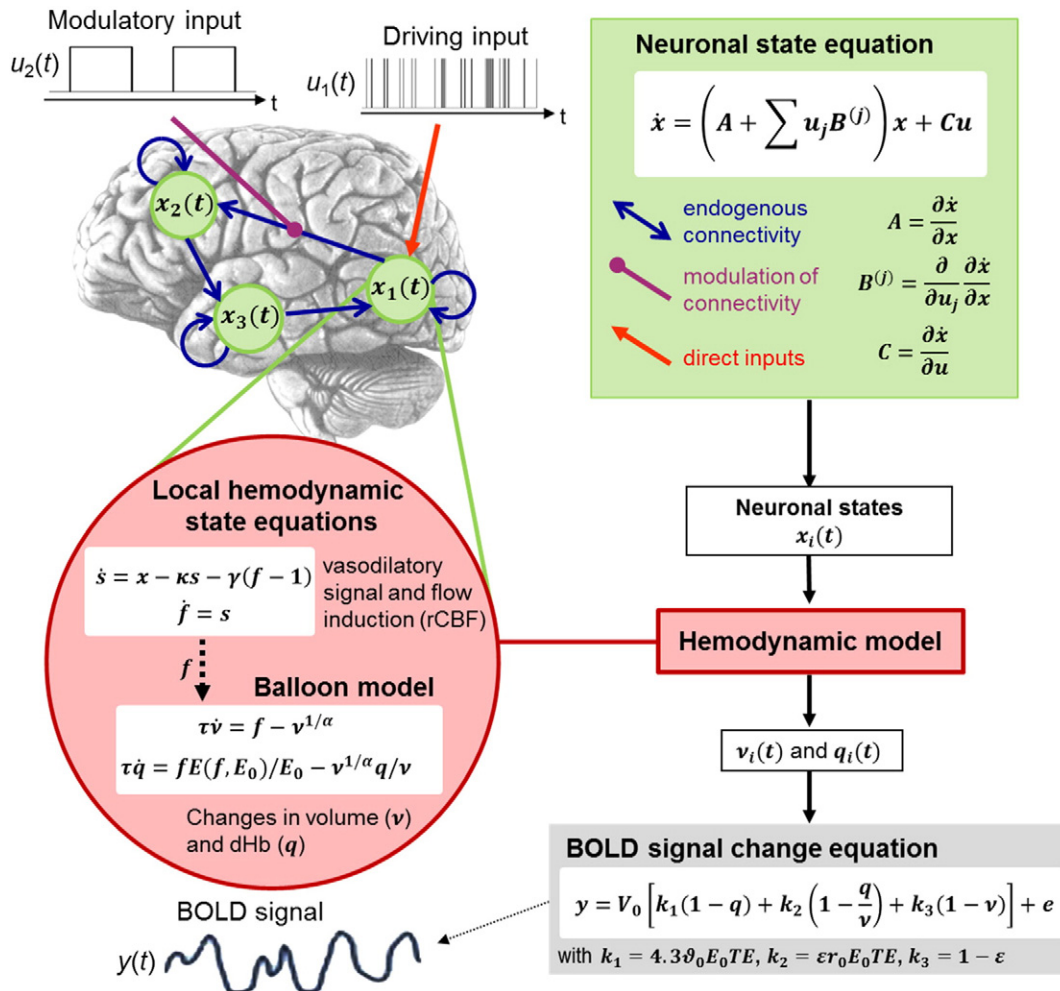 Modulatory input
u₂(t)
t
Driving input
u₁(t)
t
x₂(t)
x₃(t)
x₁(t)
Neuronal state equation
ẋ = (A + ∑ uⱼB⁽ʲ⁾) x + Cu
endogenous
connectivity
A = ∂ẋ/∂x
modulation of
connectivity
B⁽ʲ⁾ = ∂/∂uⱼ ∂ẋ/∂x
direct inputs
C = ∂ẋ/∂u
Neuronal states
xᵢ(t)
Hemodynamic model
νᵢ(t) and qᵢ(t)
Local hemodynamic
state equations
ṡ = x − κs − γ(f − 1)
ḟ = s
vasodilatory
signal and flow
induction (rCBF)
f
Balloon model
τν̇ = f − ν¹ᐟᵅ
τq̇ = fE(f, E₀)/E₀ − ν¹ᐟᵅq/ν
Changes in volume (ν)
and dHb (q)
BOLD signal change equation
y = V₀ [k₁(1 − q) + k₂ (1 − q/ν) + k₃(1 − ν)] + e
with k₁ = 4.3ϑ₀E₀TE, k₂ = εr₀E₀TE, k₃ = 1 − ε
BOLD signal
y(t)